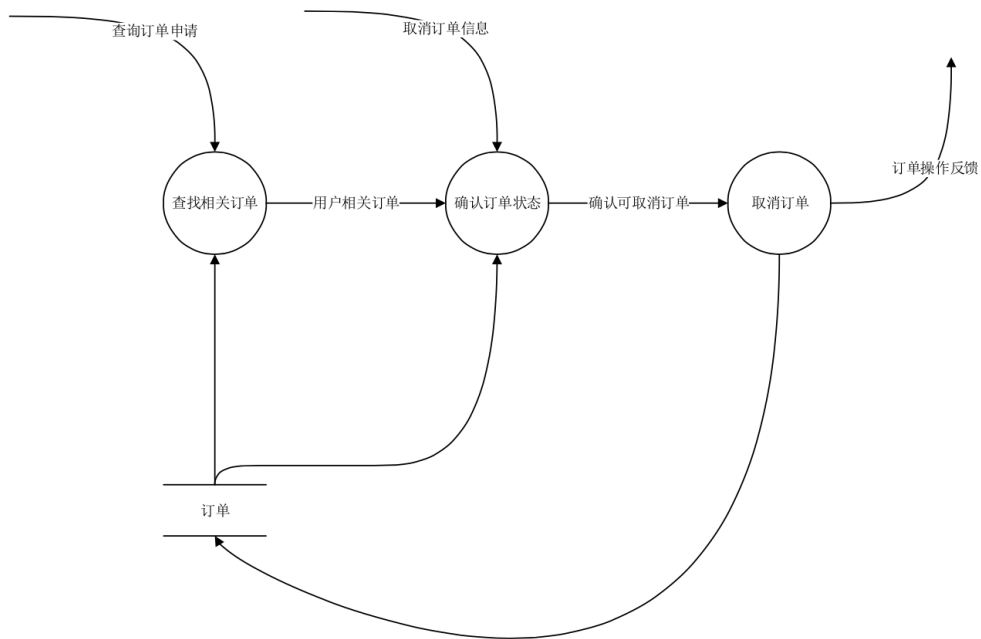 查询订单申请
取消订单信息
订单操作反馈
查找相关订单
用户相关订单
确认订单状态
确认可取消订单
取消订单
订单